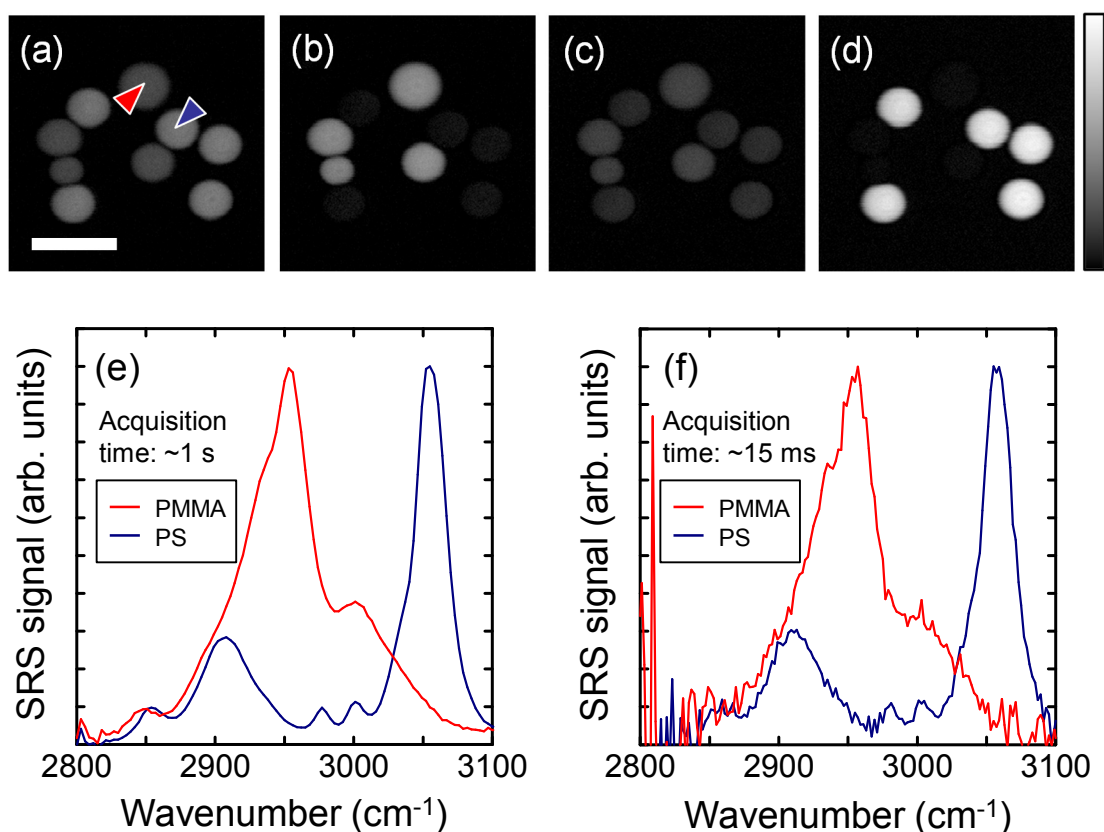 (a)
(b)
(c)
(d)
(e)
Acquisition
time: ~1 s
PMMA
PS
SRS signal (arb. units)
2800
2900
3000
3100
Wavenumber (cm-1)
(f)
Acquisition
time: ~15 ms
PMMA
PS
SRS signal (arb. units)
2800
2900
3000
3100
Wavenumber (cm-1)